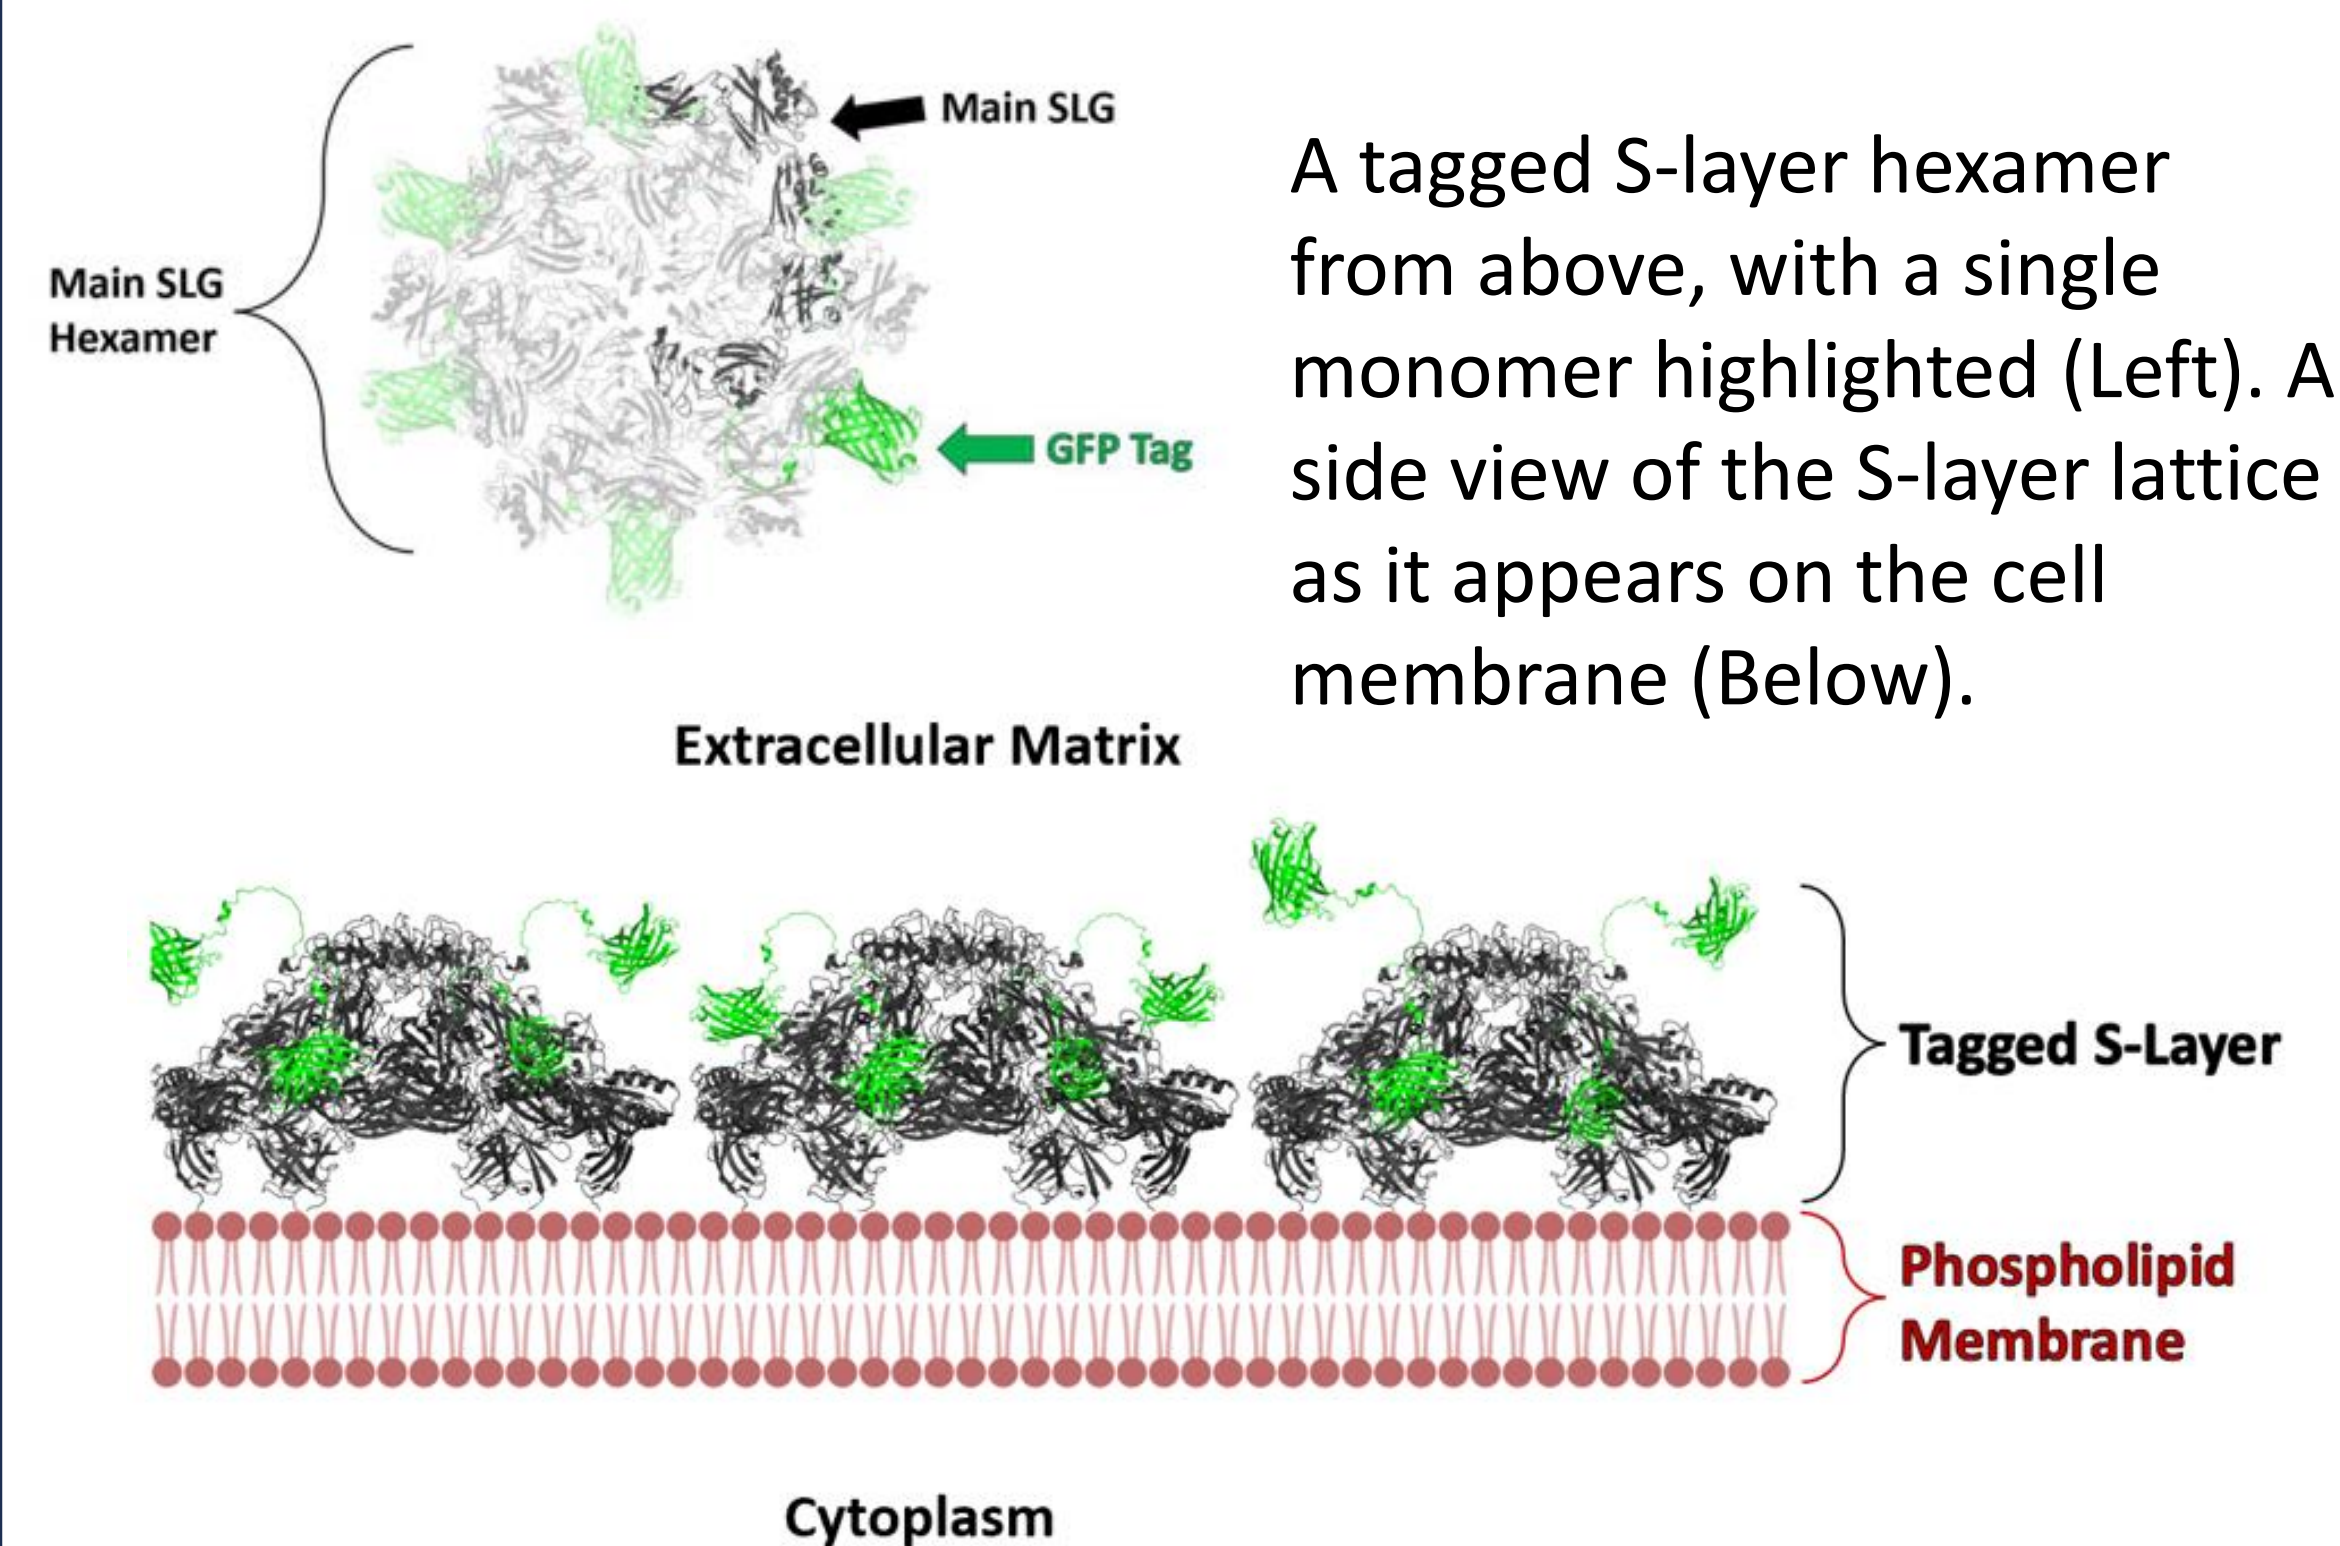 Main SLG
Main SLG
Hexamer
GFP Tag
A tagged S-layer hexamer
from above, with a single
monomer highlighted (Left). A
side view of the S-layer lattice
as it appears on the cell
membrane (Below).
Extracellular Matrix
Tagged S-Layer
Phospholipid
Membrane
Cytoplasm